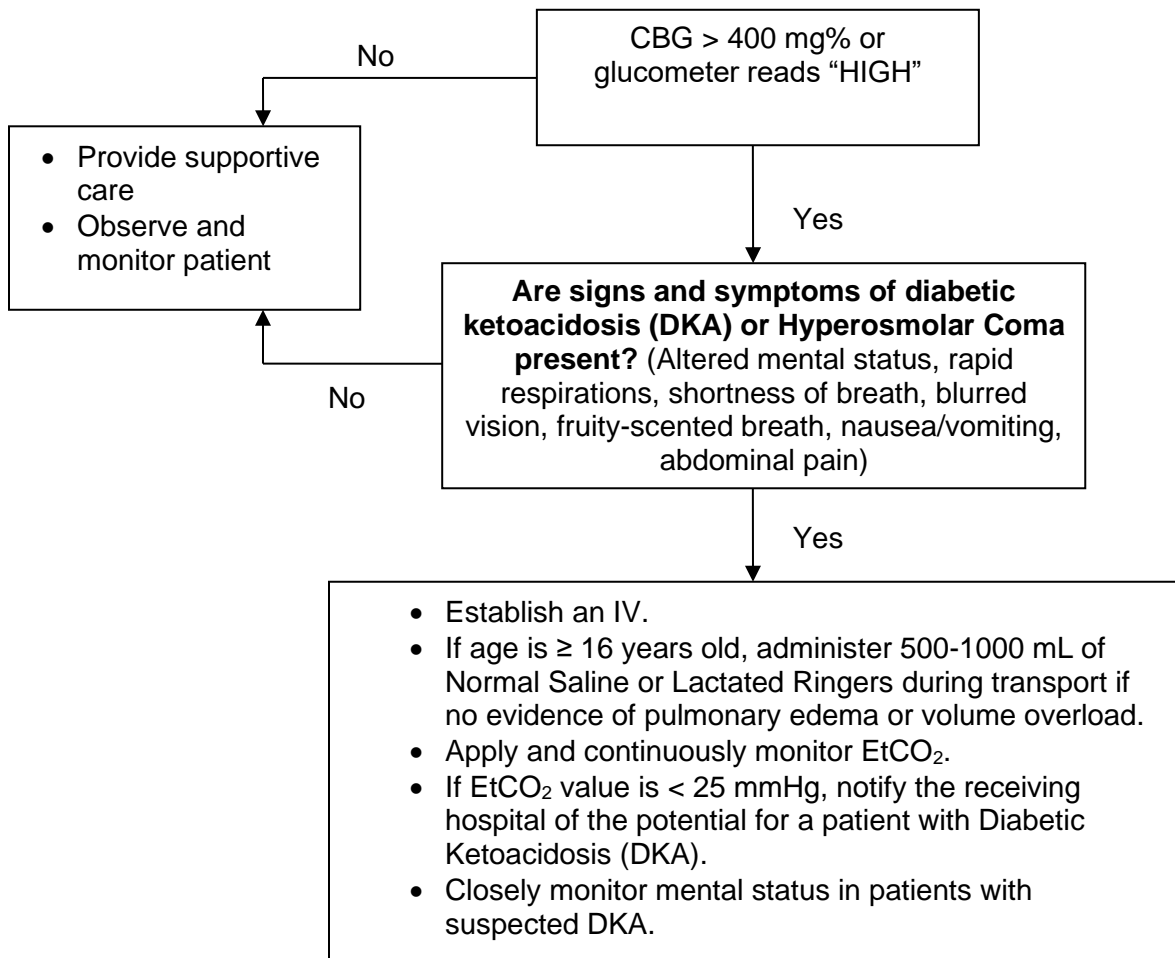 CBG > 400 mg% or
glucometer reads “HIGH”
No
• Provide supportive
care
• Observe and
monitor patient
Yes
Are signs and symptoms of diabetic
ketoacidosis (DKA) or Hyperosmolar Coma
present? (Altered mental status, rapid
respirations, shortness of breath, blurred
vision, fruity-scented breath, nausea/vomiting,
abdominal pain)
No
Yes
• Establish an IV.
• If age is ≥ 16 years old, administer 500-1000 mL of
Normal Saline or Lactated Ringers during transport if
no evidence of pulmonary edema or volume overload.
• Apply and continuously monitor EtCO₂.
• If EtCO₂ value is < 25 mmHg, notify the receiving
hospital of the potential for a patient with Diabetic
Ketoacidosis (DKA).
• Closely monitor mental status in patients with
suspected DKA.